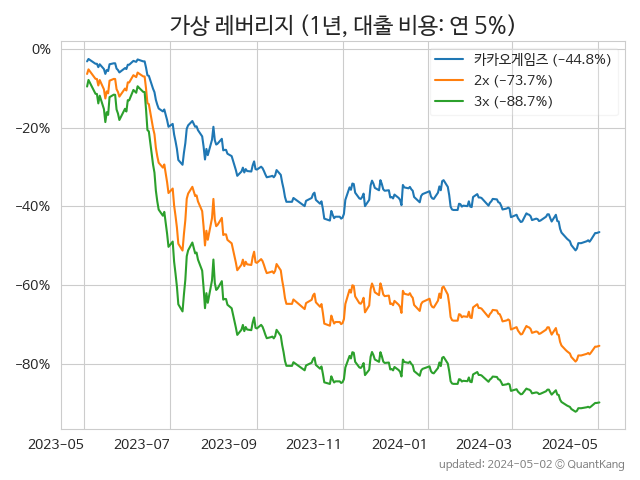 가상 레버리지 (1년, 대출 비용: 연 5%)
카카오게임즈 (−44.8%)
2x (−73.7%)
3x (−88.7%)
0%
−20%
−40%
−60%
−80%
2023-05 2023-07 2023-09 2023-11 2024-01 2024-03 2024-05
updated: 2024-05-02 © QuantKang